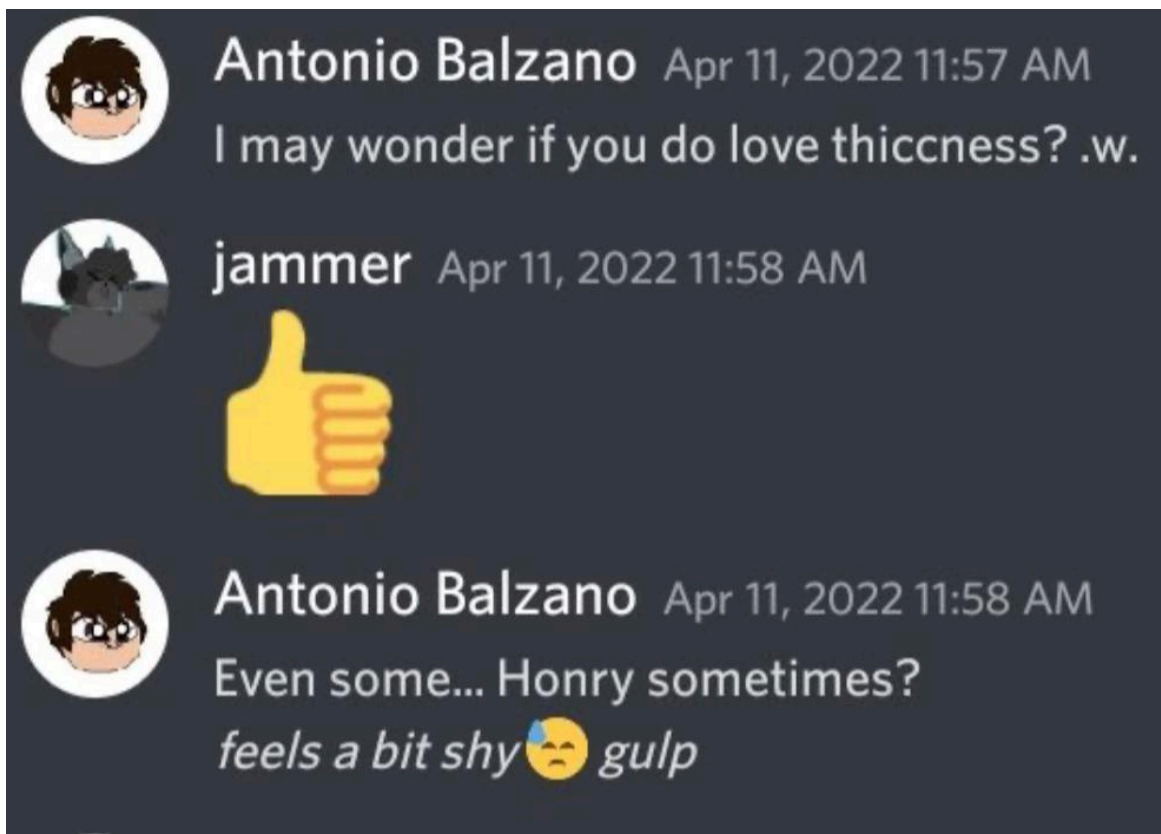 Antonio Balzano Apr 11, 2022 11:57 AM
I may wonder if you do love thiccness? .w.
jammer Apr 11, 2022 11:58 AM
👍
Antonio Balzano Apr 11, 2022 11:58 AM
Even some... Honry sometimes?
feels a bit shy😓 gulp